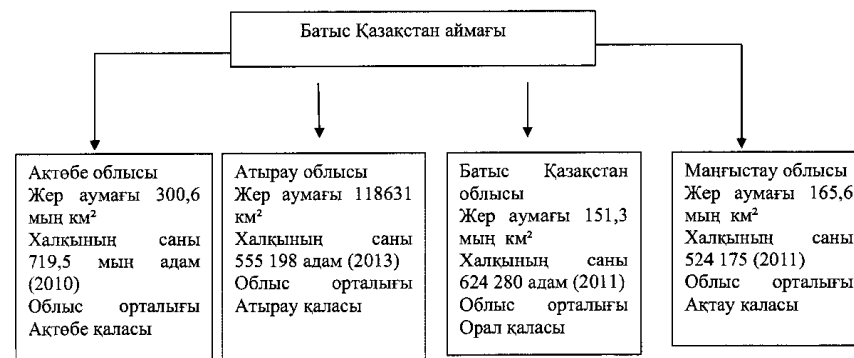 Батыс Қазақстан аймағы
Ақтөбе облысы
Жер аумағы 300,6
мың км²
Халқының саны
719,5 мын адам
(2010)
Облыс орталығы
Ақтөбе қаласы
Атырау облысы
Жер аумағы 118631
км²
Халқының саны
555 198 адам (2013)
Облыс орталығы
Атырау қаласы
Батыс Қазақстан
облысы
Жер аумағы 151,3
мың км²
Халқының саны
624 280 адам (2011)
Облыс орталығы
Орал қаласы
Маңғыстау облысы
Жер аумағы 165,6
мың км²
Халқының саны
524 175 (2011)
Облыс орталығы
Ақтау қаласы